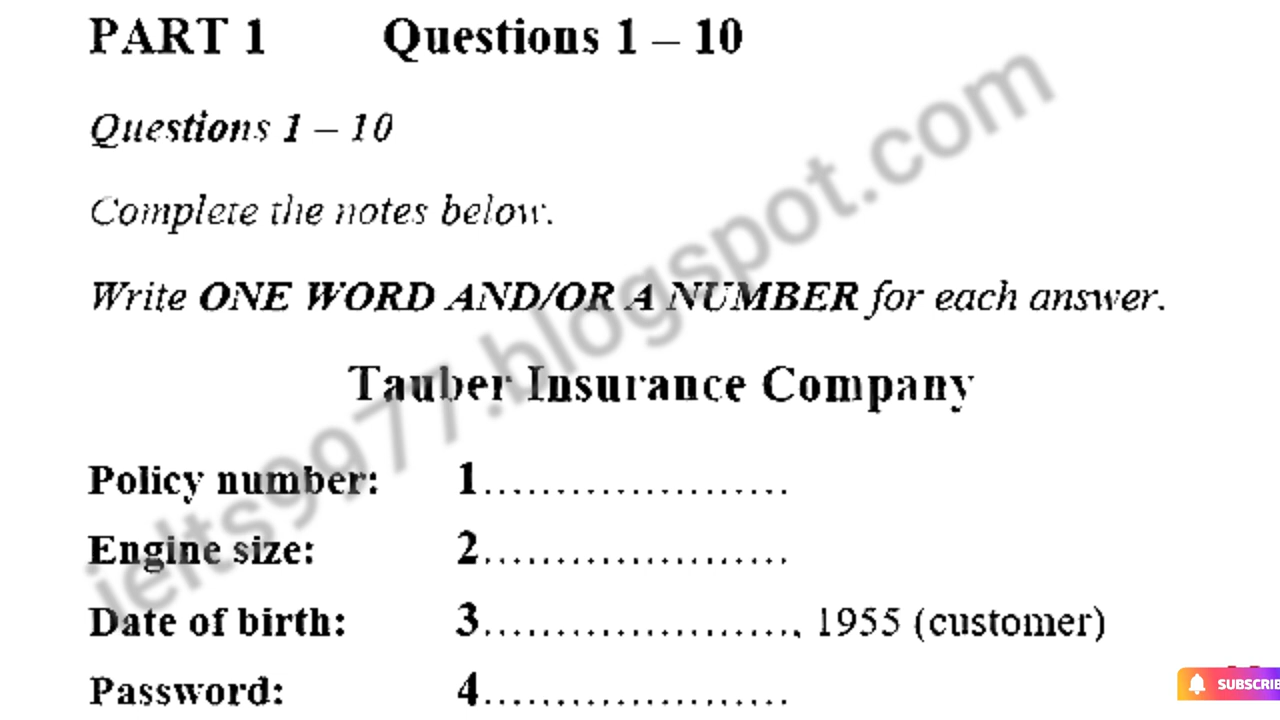 PART 1 Questions 1 – 10
Questions 1 – 10
Complete the notes below.
Write ONE WORD AND/OR A NUMBER for each answer.
Tauber Insurance Company
Policy number: 1.....................
Engine size: 2.....................
Date of birth: 3....................., 1955 (customer)
Password: 4.....................
ielts9977.blogspot.com